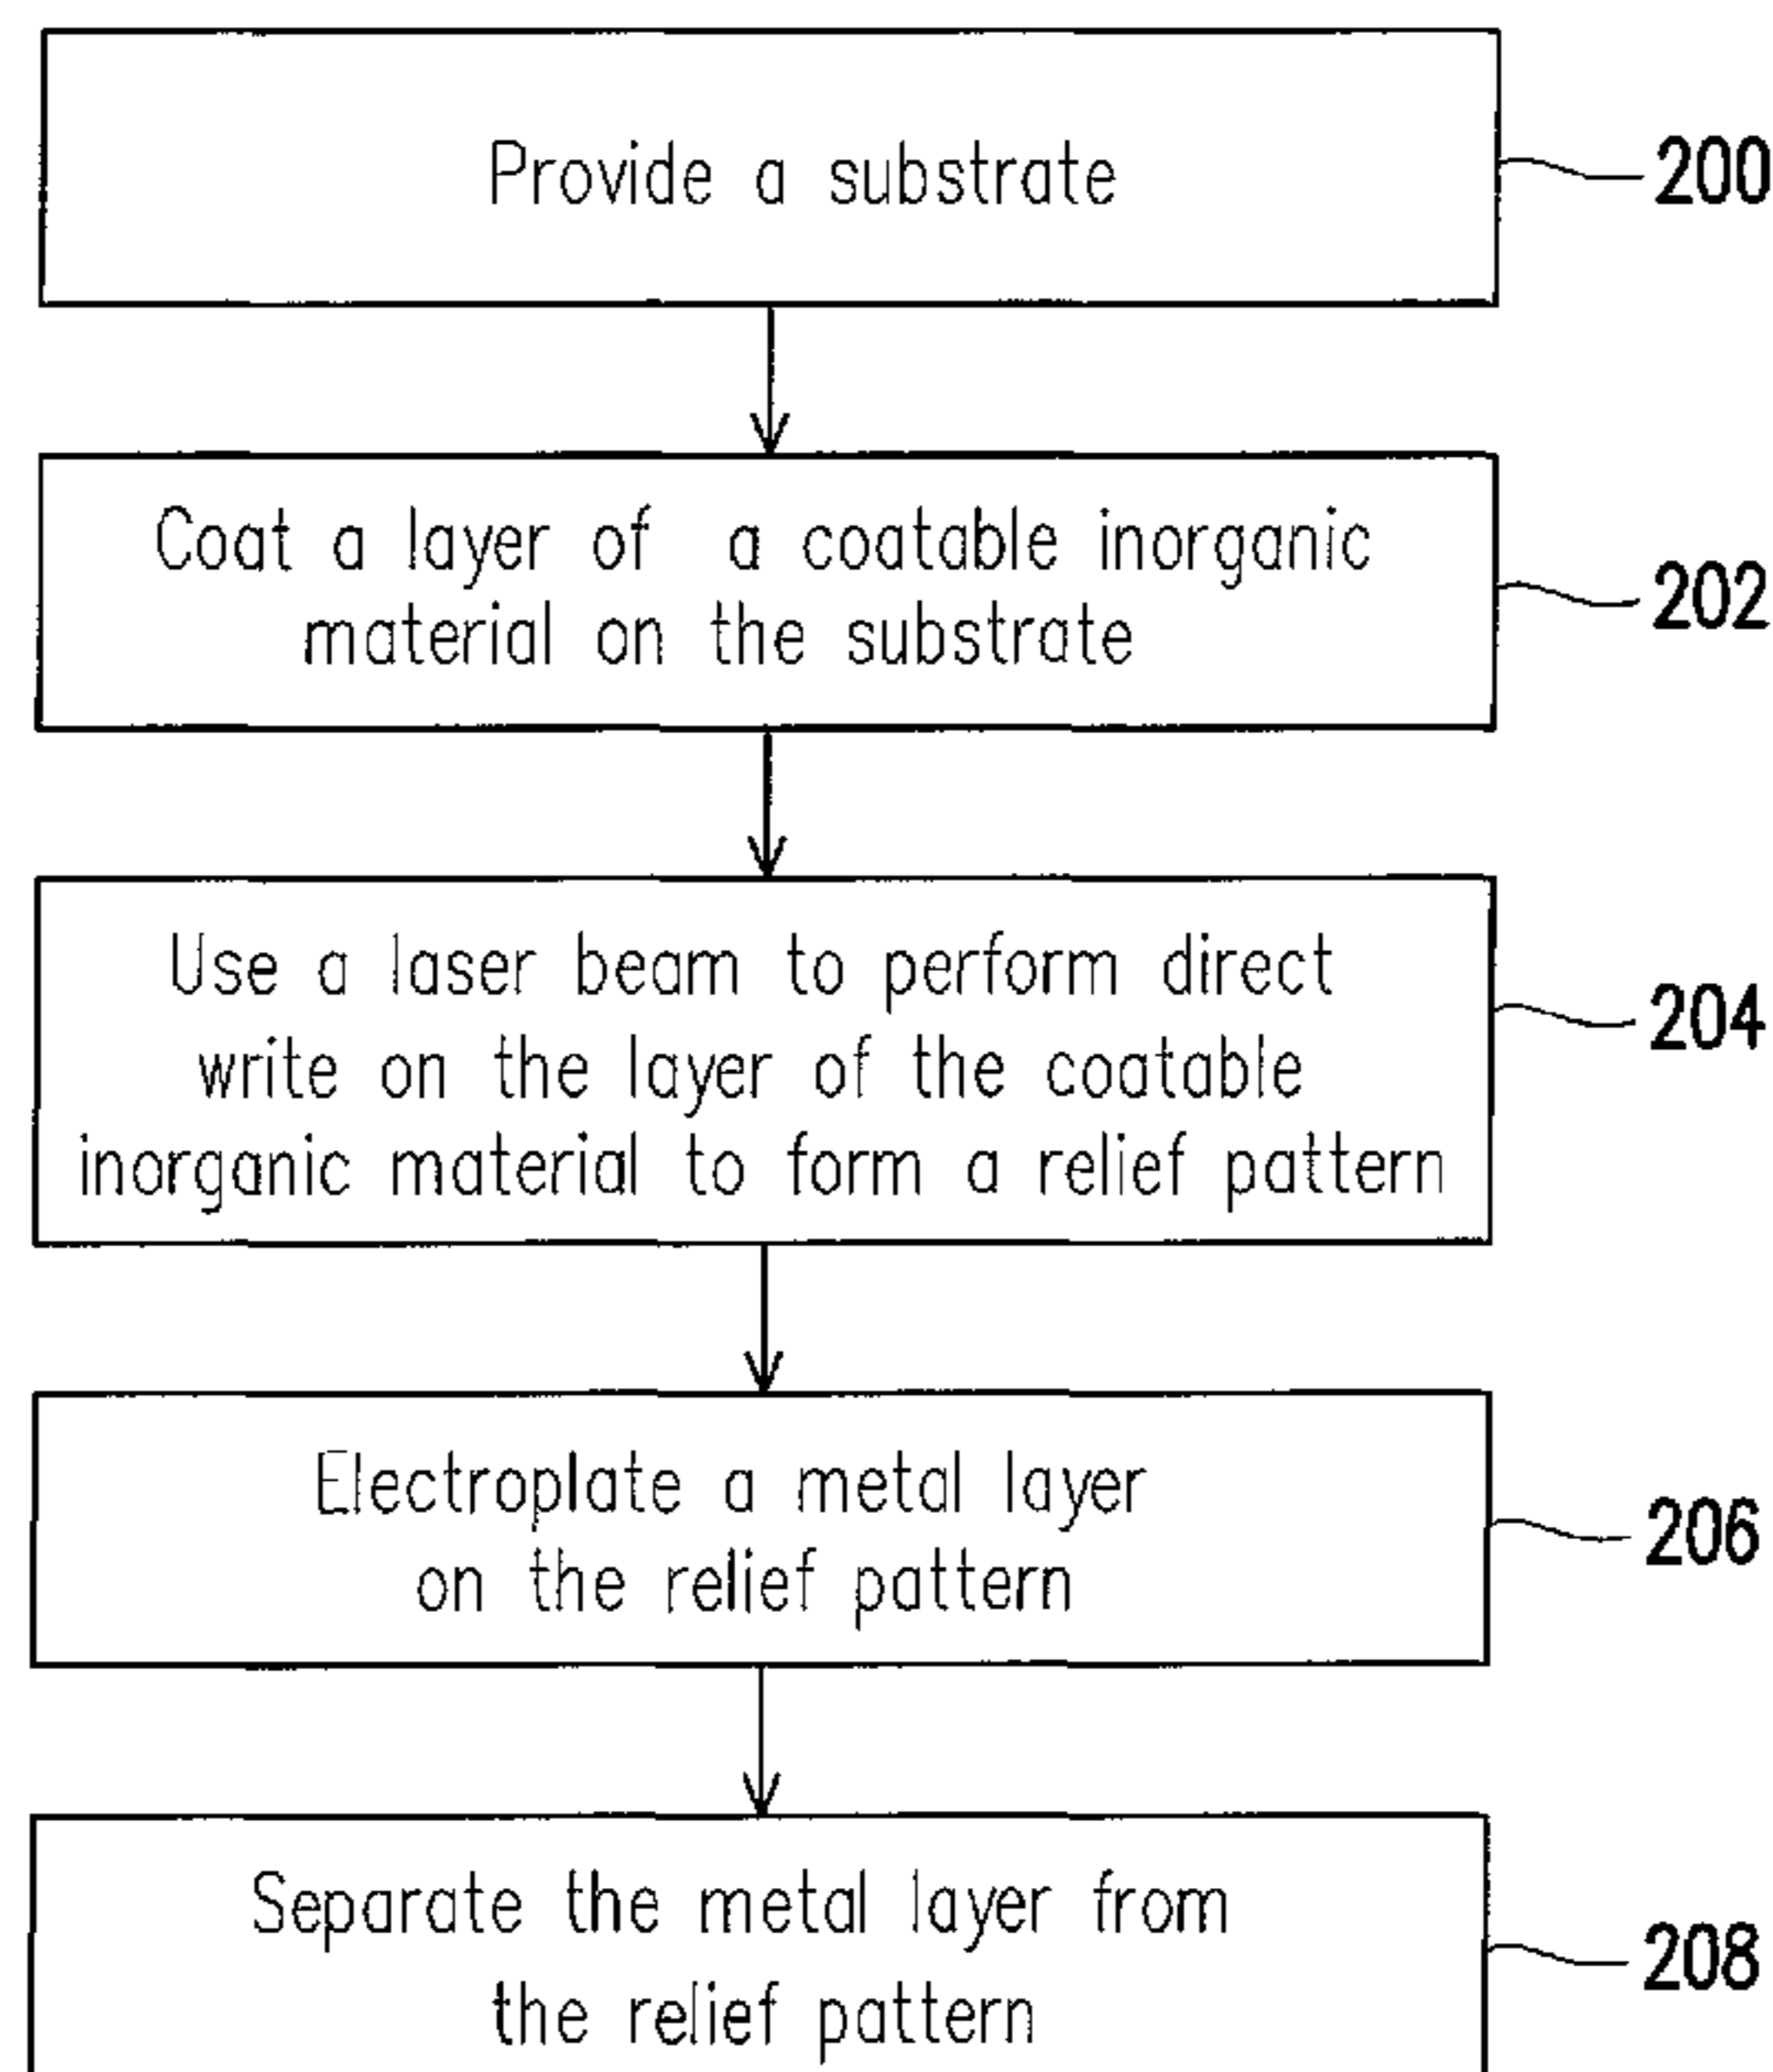 Provide a substrate
200
Coat a layer of a coatable inorganic
material on the substrate
202
Use a laser beam to perform direct
write on the layer of the coatable
inorganic material to form a relief pattern
204
Electroplate a metal layer
on the relief pattern
206
Separate the metal layer from
the relief pattern
208